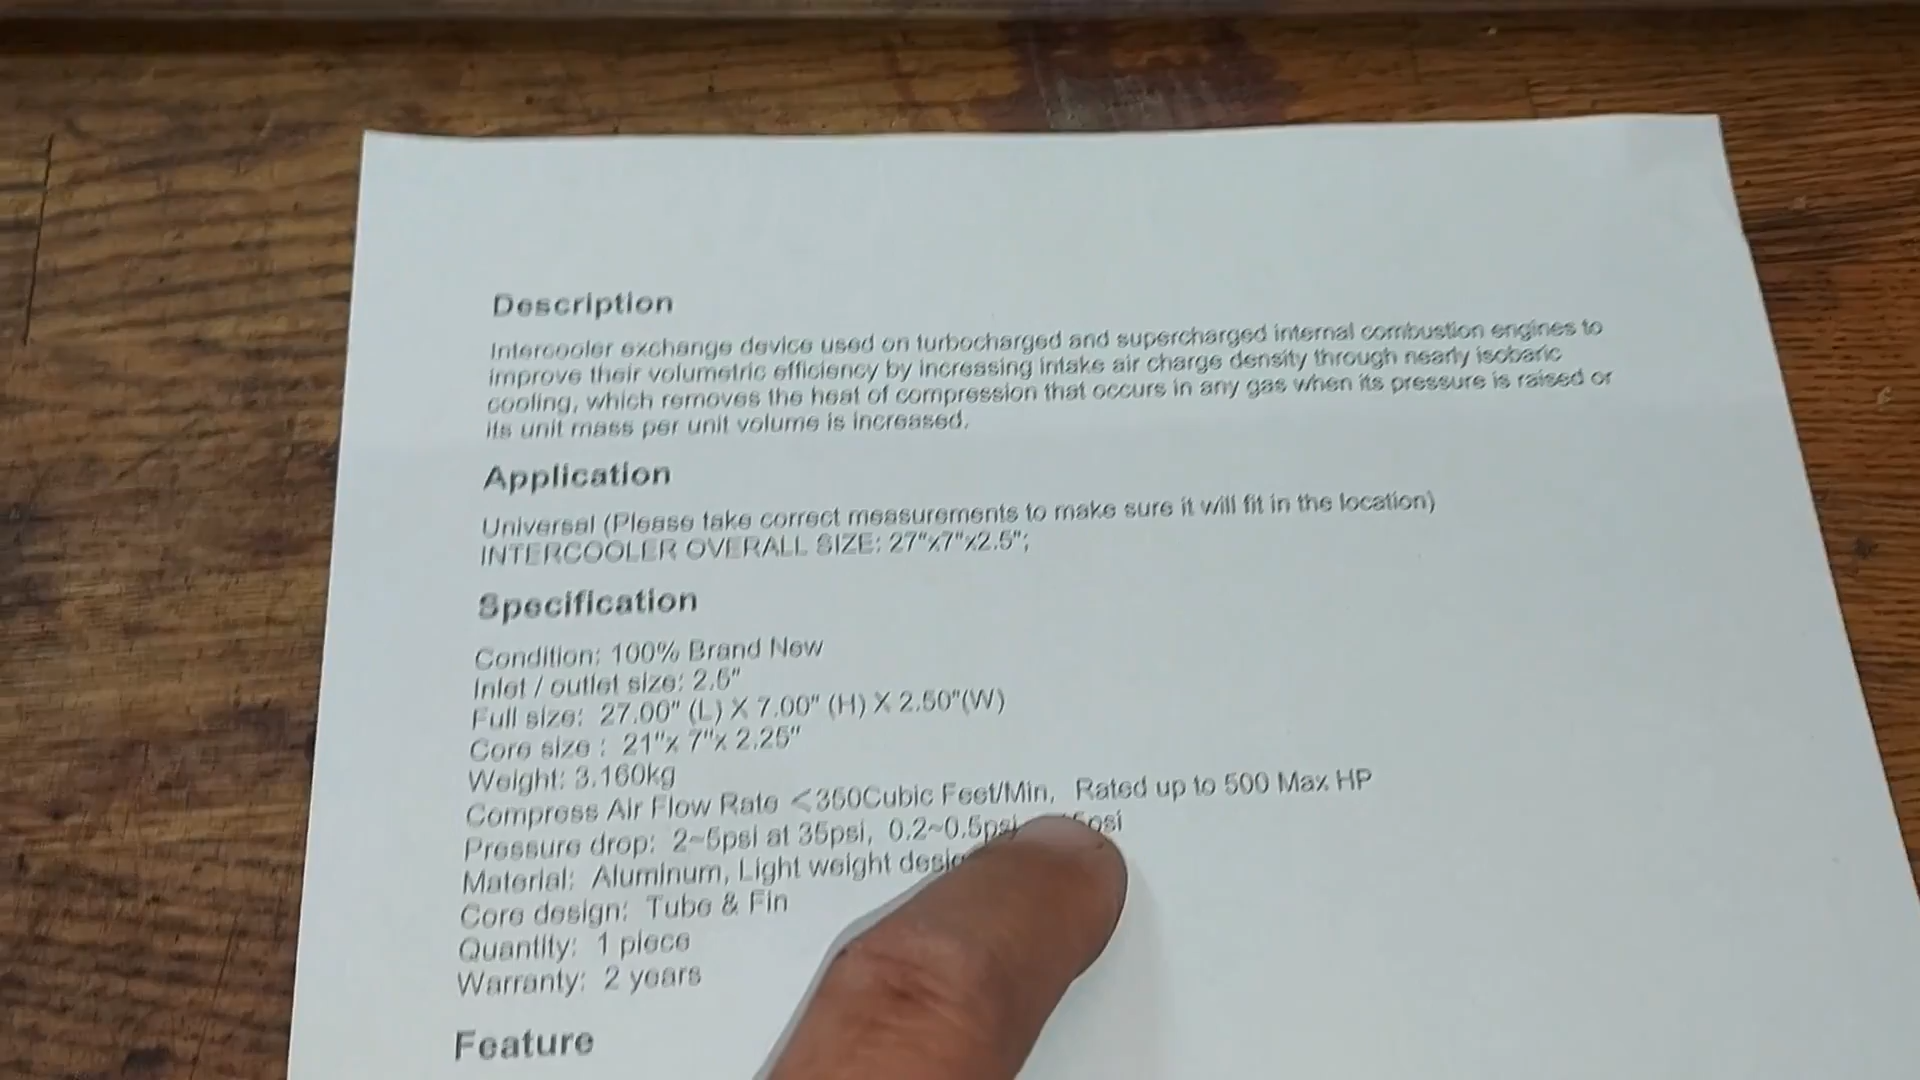 Description
Intercooler exchange device used on turbocharged and supercharged internal combustion engines to
improve their volumetric efficiency by increasing intake air charge density through nearly isobaric
cooling, which removes the heat of compression that occurs in any gas when its pressure is raised or
its unit mass per unit volume is increased.
Application
Universal (Please take correct measurements to make sure it will fit in the location)
INTERCOOLER OVERALL SIZE: 27"x7"x2.5";
Specification
Condition: 100% Brand New
Inlet / outlet size: 2.5"
Full size: 27.00" (L) X 7.00" (H) X 2.50"(W)
Core size : 21"x 7"x 2.25"
Weight: 3.160kg
Compress Air Flow Rate <350Cubic Feet/Min, Rated up to 500 Max HP
Pressure drop: 2~5psi at 35psi, 0.2~0.5psi
Material: Aluminum, Light weight
Core design: Tube & Fin
Quantity: 1 piece
Warranty: 2 years
Feature